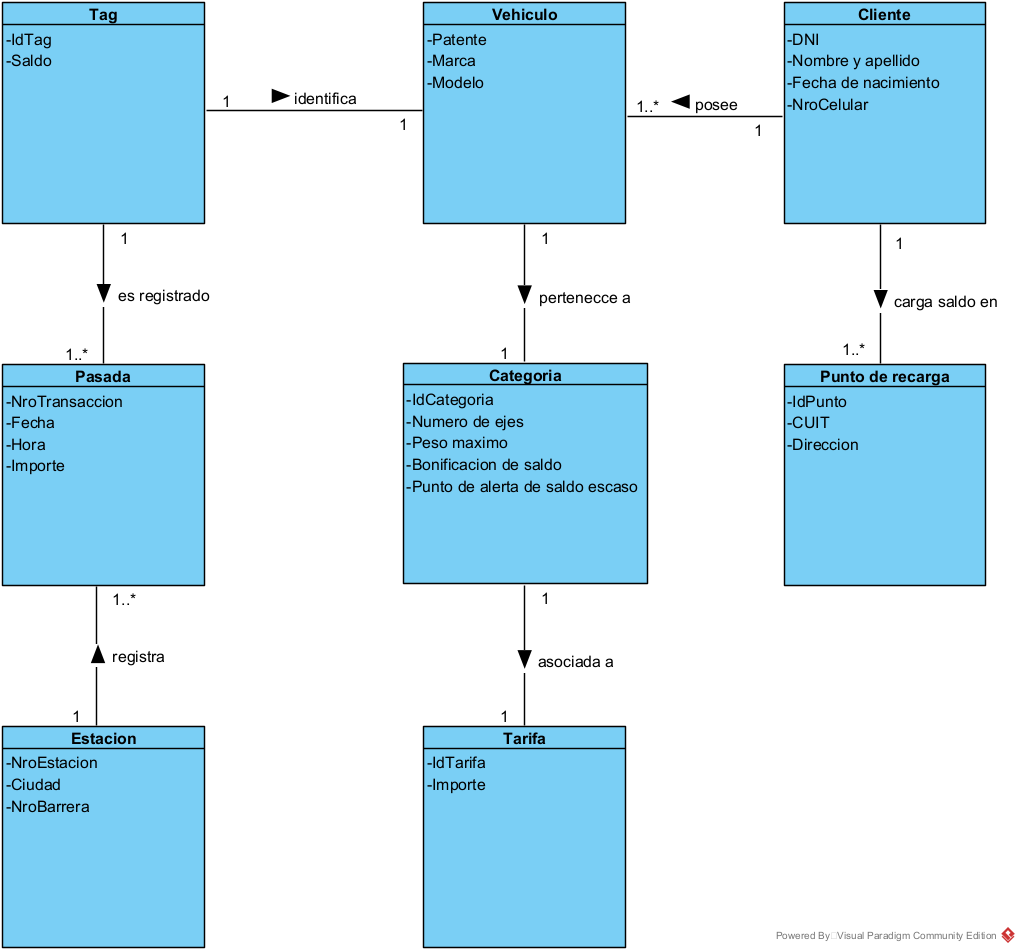 Tag
-IdTag
-Saldo
Vehiculo
-Patente
-Marca
-Modelo
Cliente
-DNI
-Nombre y apellido
-Fecha de nacimiento
-NroCelular
1
identifica
1
1..*
posee
1
1
es registrado
1..*
1
pertenecce a
1
1
carga saldo en
1..*
Pasada
-NroTransaccion
-Fecha
-Hora
-Importe
Categoria
-IdCategoria
-Numero de ejes
-Peso maximo
-Bonificacion de saldo
-Punto de alerta de saldo escaso
Punto de recarga
-IdPunto
-CUIT
-Direccion
1..*
registra
1
1
asociada a
1
Estacion
-NroEstacion
-Ciudad
-NroBarrera
Tarifa
-IdTarifa
-Importe
Powered By Visual Paradigm Community Edition